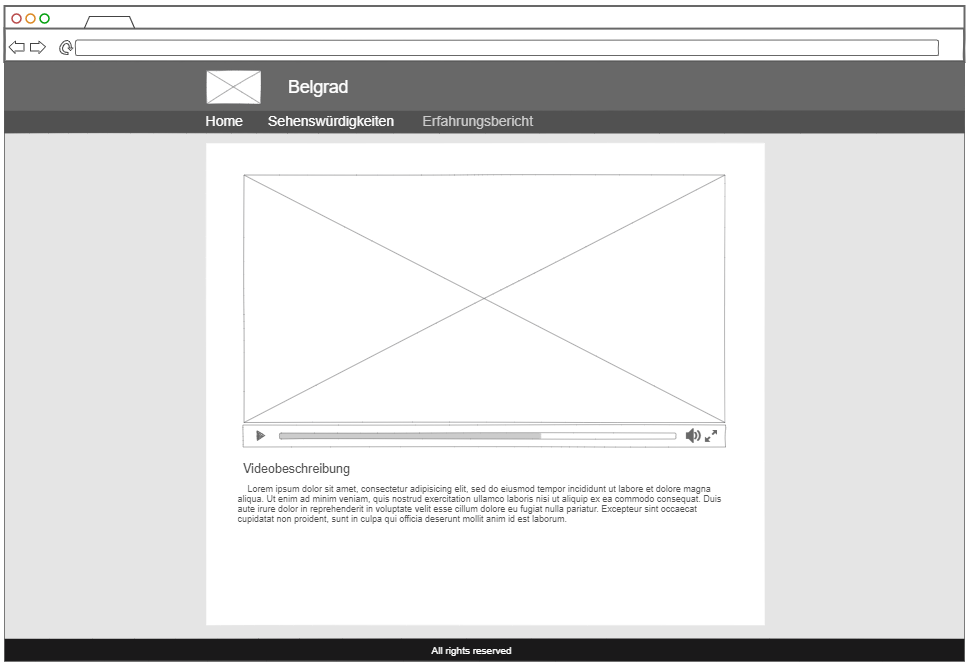 Belgrad
Home Sehenswürdigkeiten Erfahrungsbericht
Videobeschreibung
Lorem ipsum dolor sit amet, consectetur adipisicing elit, sed do eiusmod tempor incididunt ut labore et dolore magna
aliqua. Ut enim ad minim veniam, quis nostrud exercitation ullamco laboris nisi ut aliquip ex ea commodo consequat. Duis
aute irure dolor in reprehenderit in voluptate velit esse cillum dolore eu fugiat nulla pariatur. Excepteur sint occaecat
cupidatat non proident, sunt in culpa qui officia deserunt mollit anim id est laborum.
All rights reserved